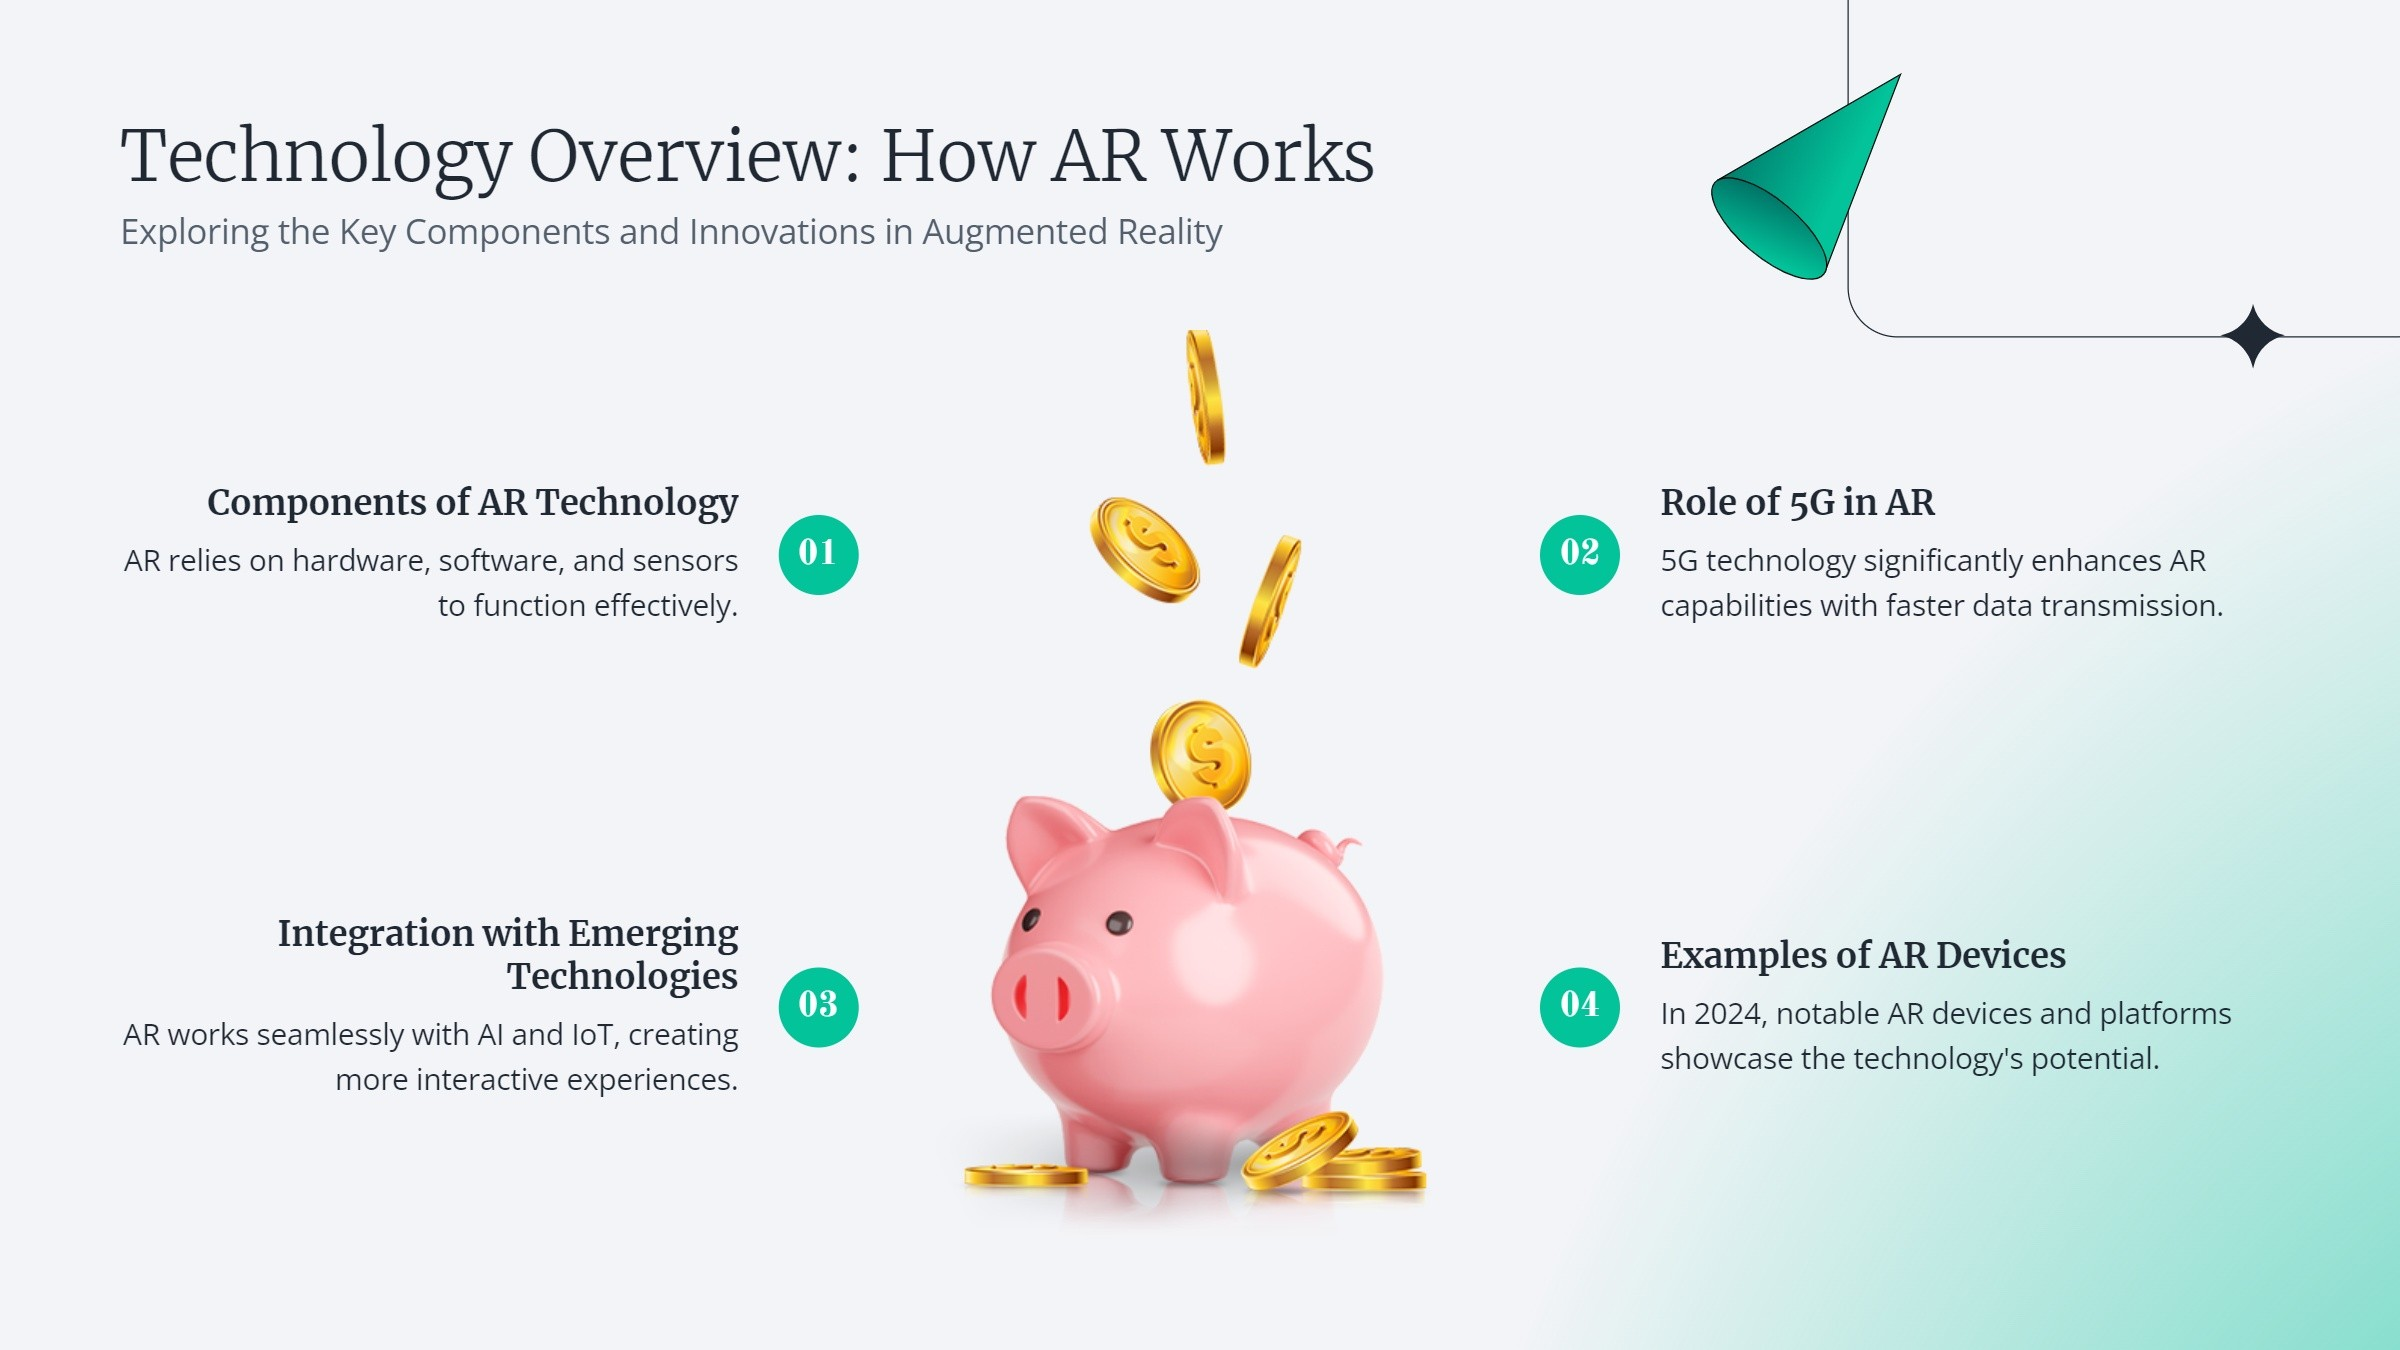 Technology Overview: How AR Works
Exploring the Key Components and Innovations in Augmented Reality
Components of AR Technology
AR relies on hardware, software, and sensors
to function effectively.
01
02
Role of 5G in AR
5G technology significantly enhances AR
capabilities with faster data transmission.
Integration with Emerging
Technologies
AR works seamlessly with AI and IoT, creating
more interactive experiences.
03
04
Examples of AR Devices
In 2024, notable AR devices and platforms
showcase the technology's potential.